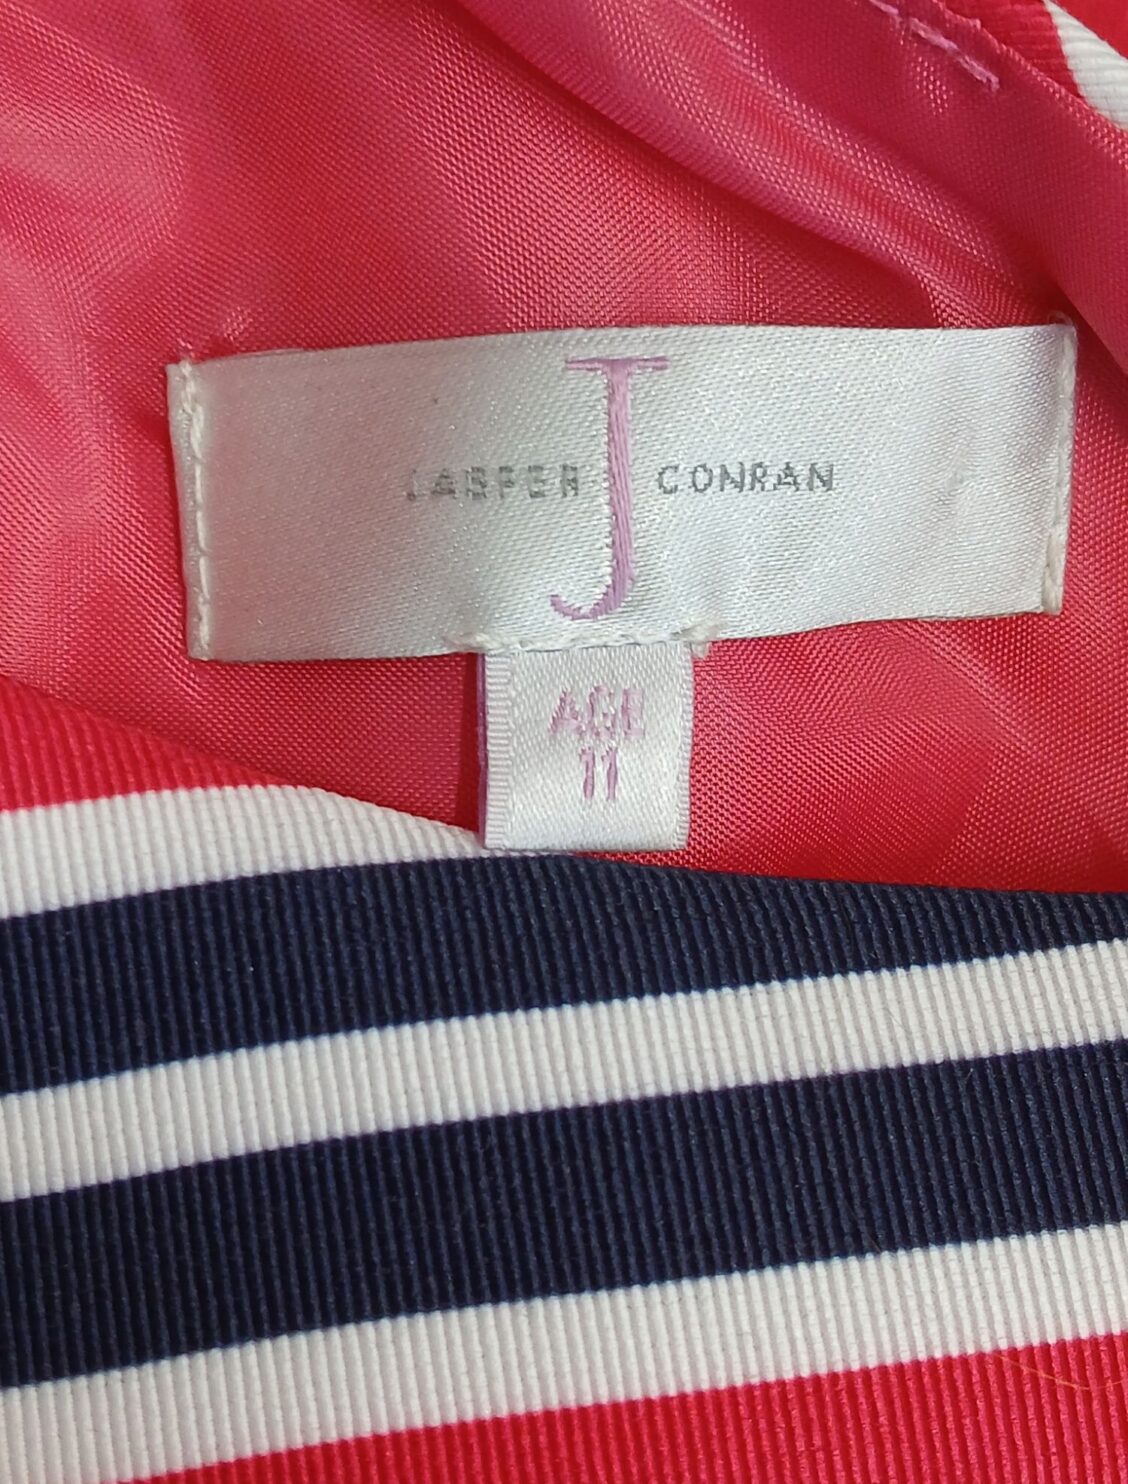 JASPER J CONRAN
AGE
11